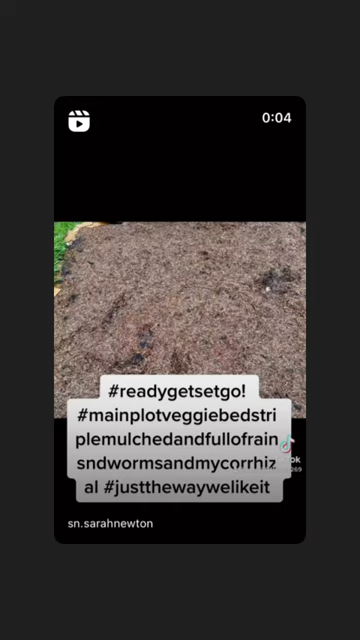 0:04
#readygetsetgo!
#mainplotveggiebedstri
plemulchedandfullofrain
sndwormsandmycorrhiz
al #justthewaywelikeit
sn.sarahnewton